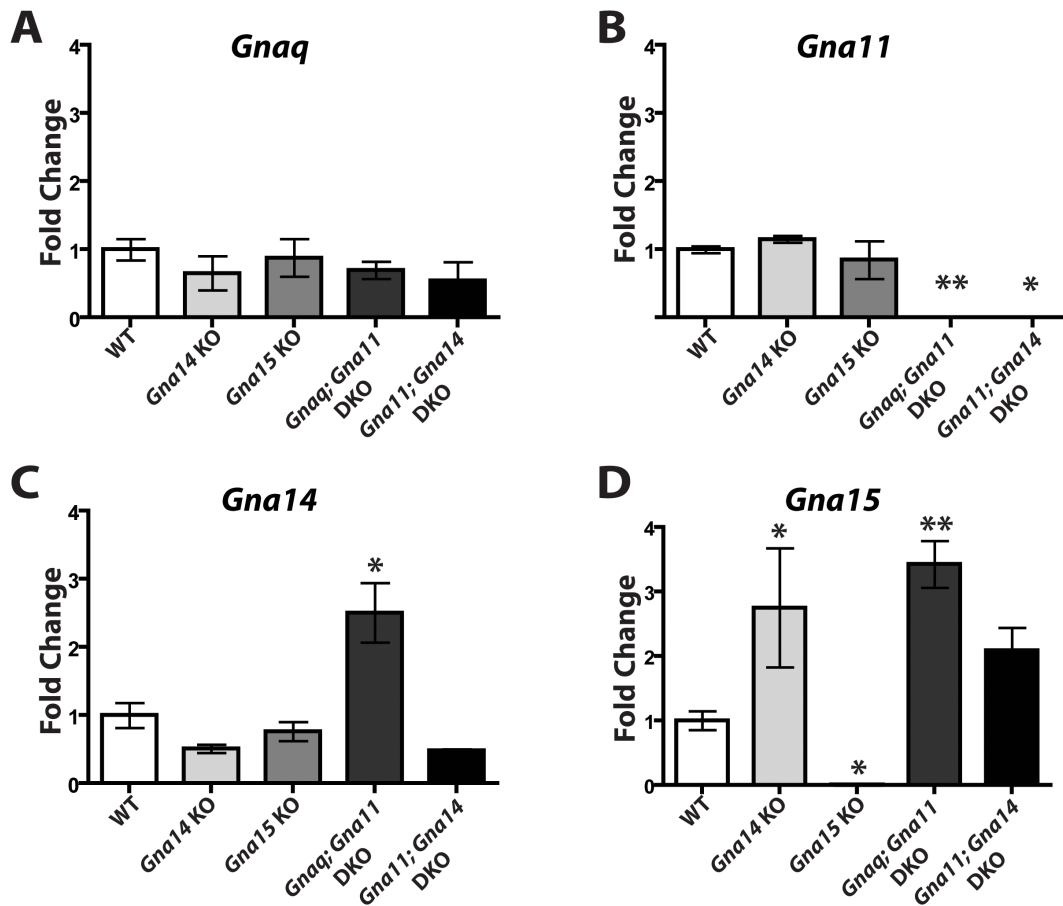 A
Gnaq
Fold Change
4
3
2
1
0
WT
Gna14 KO
Gna15 KO
Gnaq; Gna11
DKO
Gna11; Gna14
DKO
B
Gna11
Fold Change
4
3
2
1
**
*
WT
Gna14 KO
Gna15 KO
Gnaq; Gna11
DKO
Gna11; Gna14
DKO
C
Gna14
Fold Change
4
3
2
1
0
*
WT
Gna14 KO
Gna15 KO
Gnaq; Gna11
DKO
Gna11; Gna14
DKO
D
Gna15
Fold Change
4
3
2
1
0
*
*
**
WT
Gna14 KO
Gna15 KO
Gnaq; Gna11
DKO
Gna11; Gna14
DKO